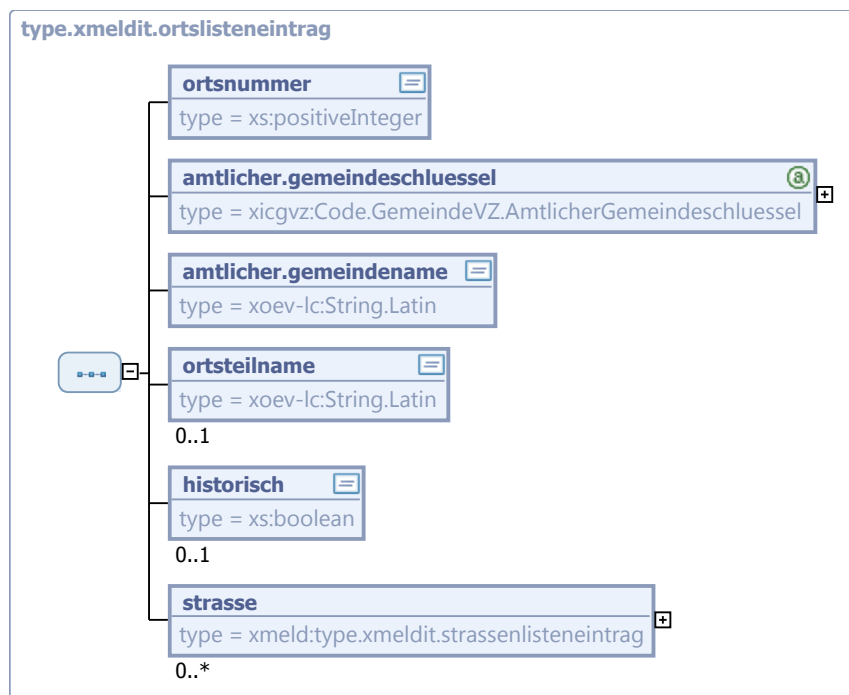 type.xmeldit.ortslisteneintrag
ortsnummer
type = xs:positiveInteger
amtlicher.gemeindeschluessel
type = xicgvz:Code.GemeindeVZ.AmtlicherGemeindeschluessel
amtlicher.gemeindename
type = xoev-lc:String.Latin
ortsteilname
type = xoev-lc:String.Latin
0..1
historisch
type = xs:boolean
0..1
strasse
type = xmeld:type.xmeldit.strassenlisteneintrag
0..*